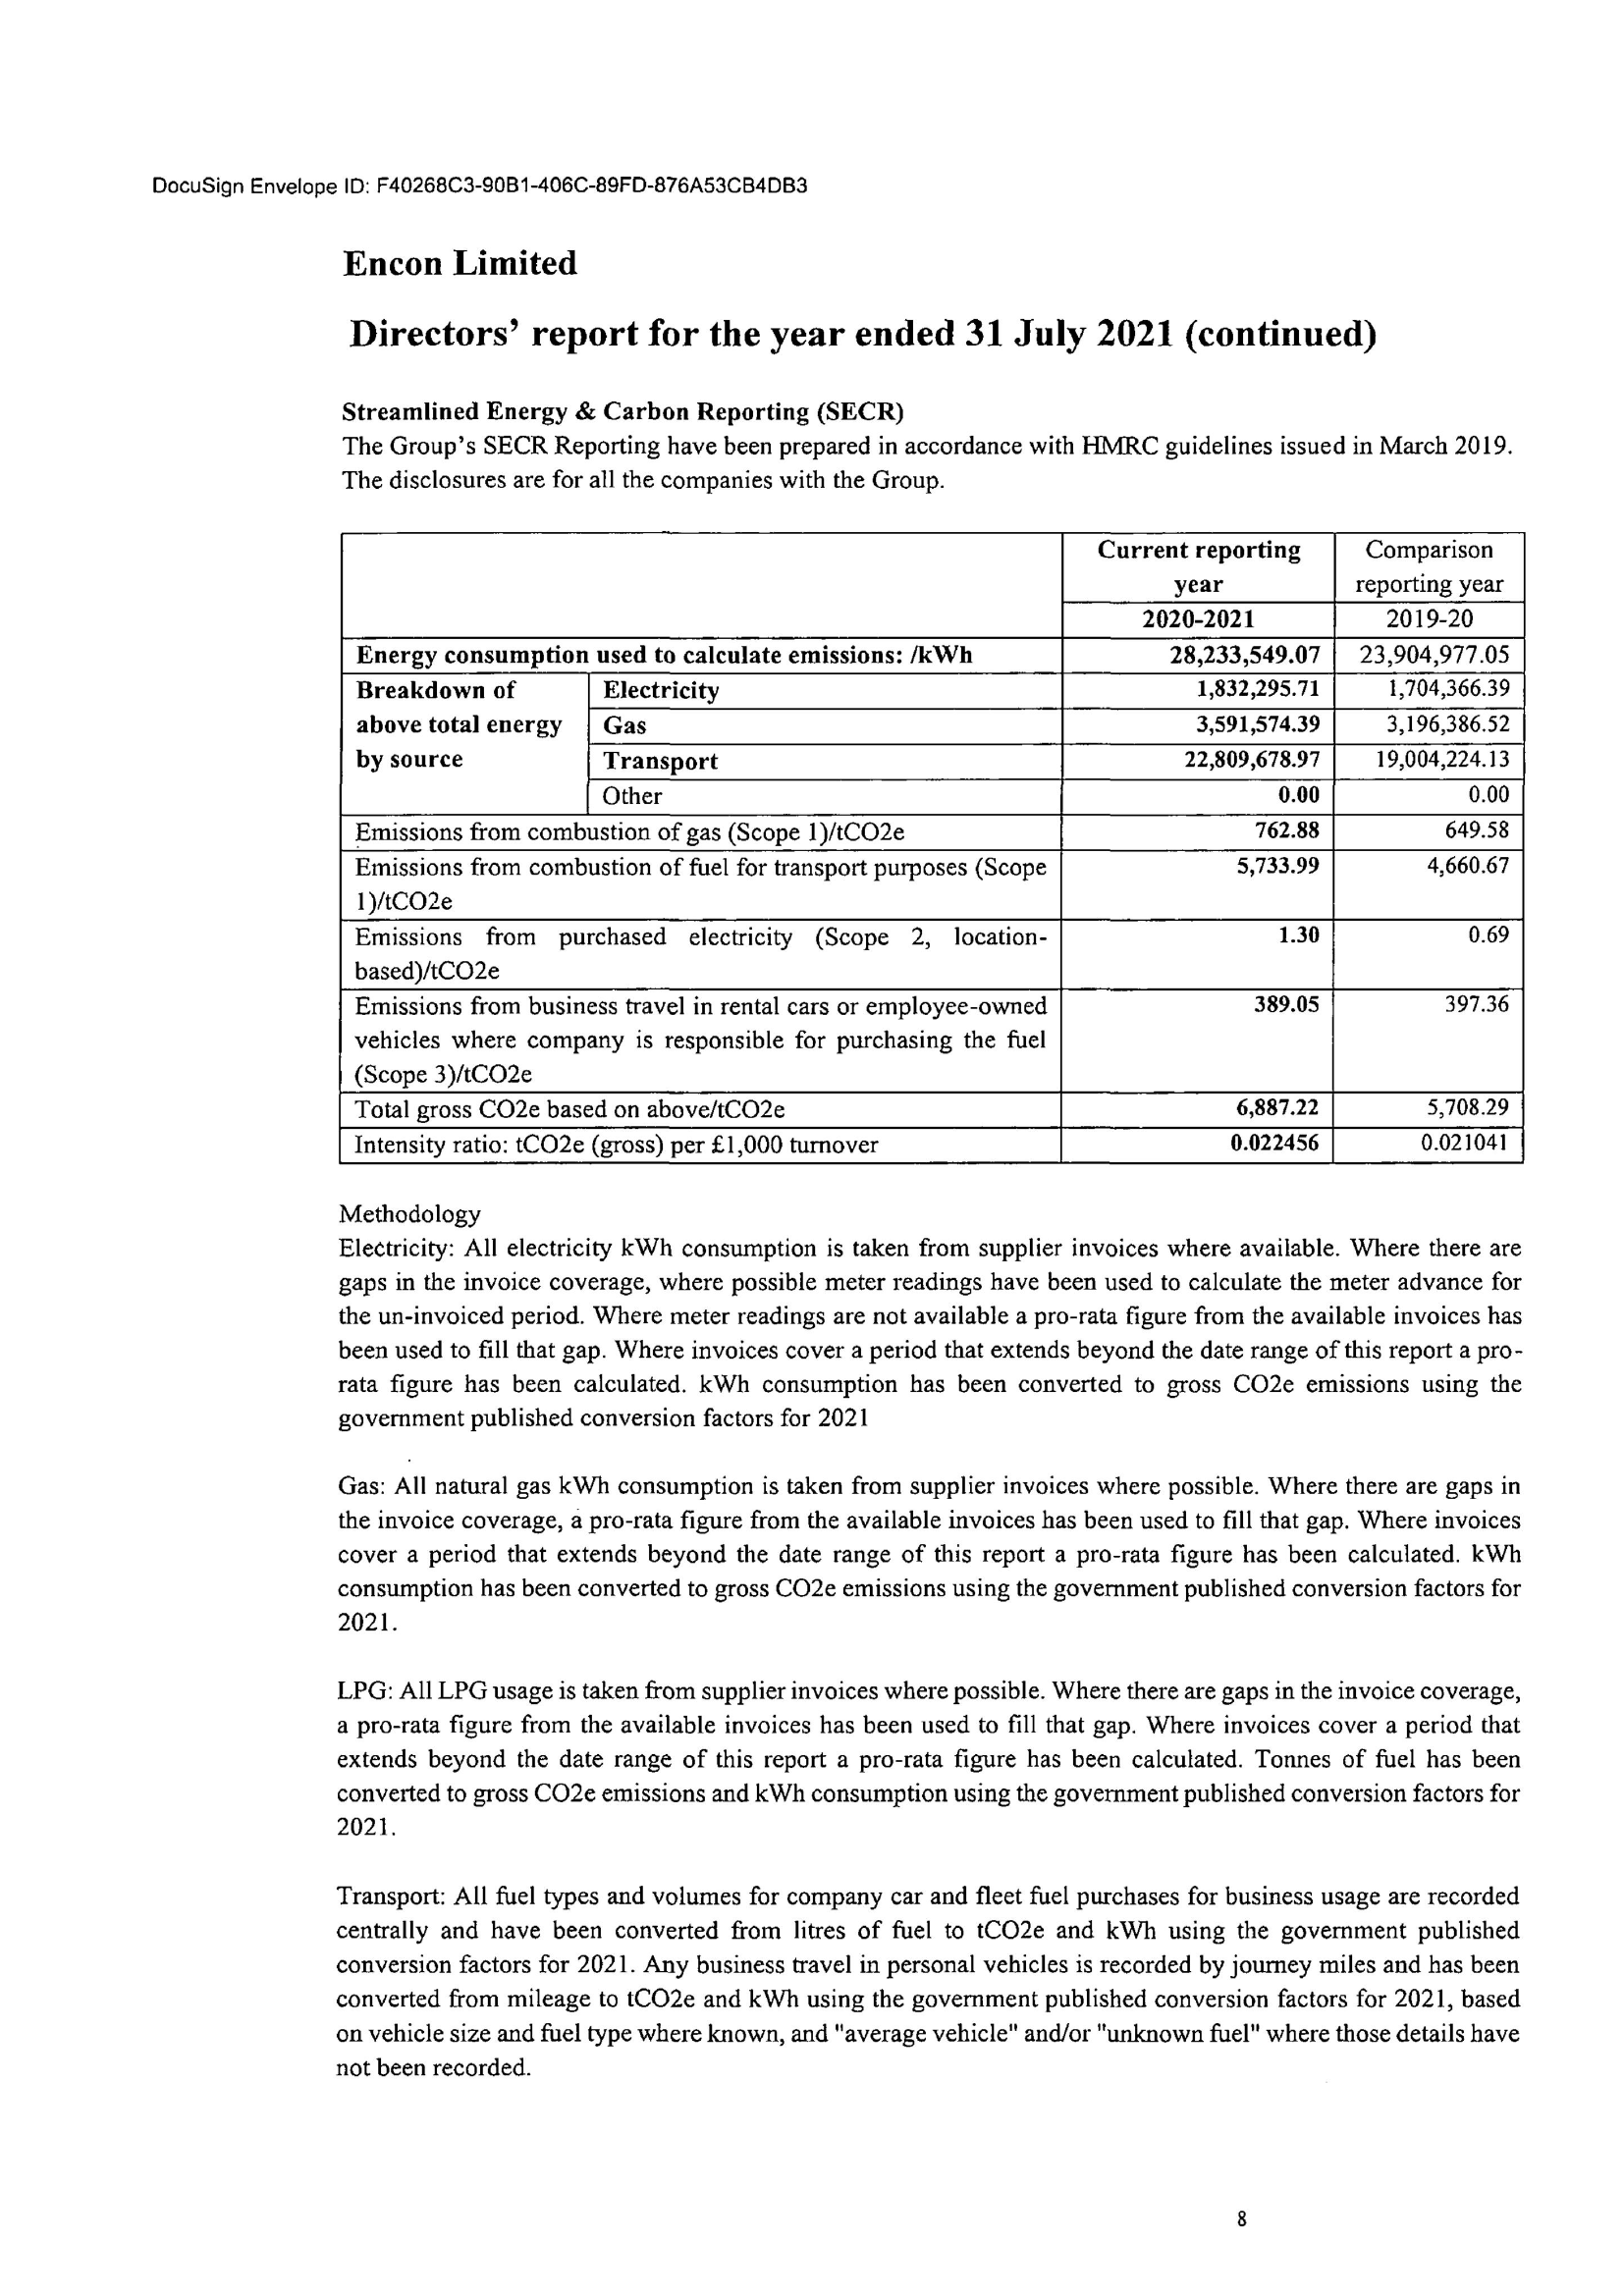 DocuSign Envelope ID: F40268C3-90B1-406C-89FD-876A53CB4DB3
Encon Limited
Directors' report for the year ended 31 July 2021 (continued)
Streamlined Energy & Carbon Reporting (SECR)
The Group's SECR Reporting have been prepared in accordance with HMRC guidelines issued in March 2019.
The disclosures are for all the companies with the Group.
Current reporting year Comparison reporting year
2020-2021 2019-20
Energy consumption used to calculate emissions: /kWh 28,233,549.07 23,904,977.05
Breakdown of above total energy by source
Electricity 1,832,295.71 1,704,366.39
Gas 3,591,574.39 3,196,386.52
Transport 22,809,678.97 19,004,224.13
Other 0.00 0.00
Emissions from combustion of gas (Scope 1)/tCO2e 762.88 649.58
Emissions from combustion of fuel for transport purposes (Scope 5,733.99 4,660.67
1)/tCO2e
Emissions from purchased electricity (Scope 2, location- 1.30 0.69
based)/tCO2e
Emissions from business travel in rental cars or employee-owned 389.05 397.36
vehicles where company is responsible for purchasing the fuel
(Scope 3)/tCO2e
Total gross CO2e based on above/tCO2e 6,887.22 5,708.29
Intensity ratio: tCO2e (gross) per £1,000 turnover 0.022456 0.021041
Methodology
Electricity: All electricity kWh consumption is taken from supplier invoices where available. Where there are
gaps in the invoice coverage, where possible meter readings have been used to calculate the meter advance for
the un-invoiced period. Where meter readings are not available a pro-rata figure from the available invoices has
been used to fill that gap. Where invoices cover a period that extends beyond the date range of this report a pro-
rata figure has been calculated. kWh consumption has been converted to gross CO2e emissions using the
government published conversion factors for 2021
Gas: All natural gas kWh consumption is taken from supplier invoices where possible. Where there are gaps in
the invoice coverage, a pro-rata figure from the available invoices has been used to fill that gap. Where invoices
cover a period that extends beyond the date range of this report a pro-rata figure has been calculated. kWh
consumption has been converted to gross CO2e emissions using the government published conversion factors for
2021.
LPG: All LPG usage is taken from supplier invoices where possible. Where there are gaps in the invoice coverage,
a pro-rata figure from the available invoices has been used to fill that gap. Where invoices cover a period that
extends beyond the date range of this report a pro-rata figure has been calculated. Tonnes of fuel has been
converted to gross CO2e emissions and kWh consumption using the government published conversion factors for
2021.
Transport: All fuel types and volumes for company car and fleet fuel purchases for business usage are recorded
centrally and have been converted from litres of fuel to tCO2e and kWh using the government published
conversion factors for 2021. Any business travel in personal vehicles is recorded by journey miles and has been
converted from mileage to tCO2e and kWh using the government published conversion factors for 2021, based
on vehicle size and fuel type where known, and "average vehicle" and/or "unknown fuel" where those details have
not been recorded.
8